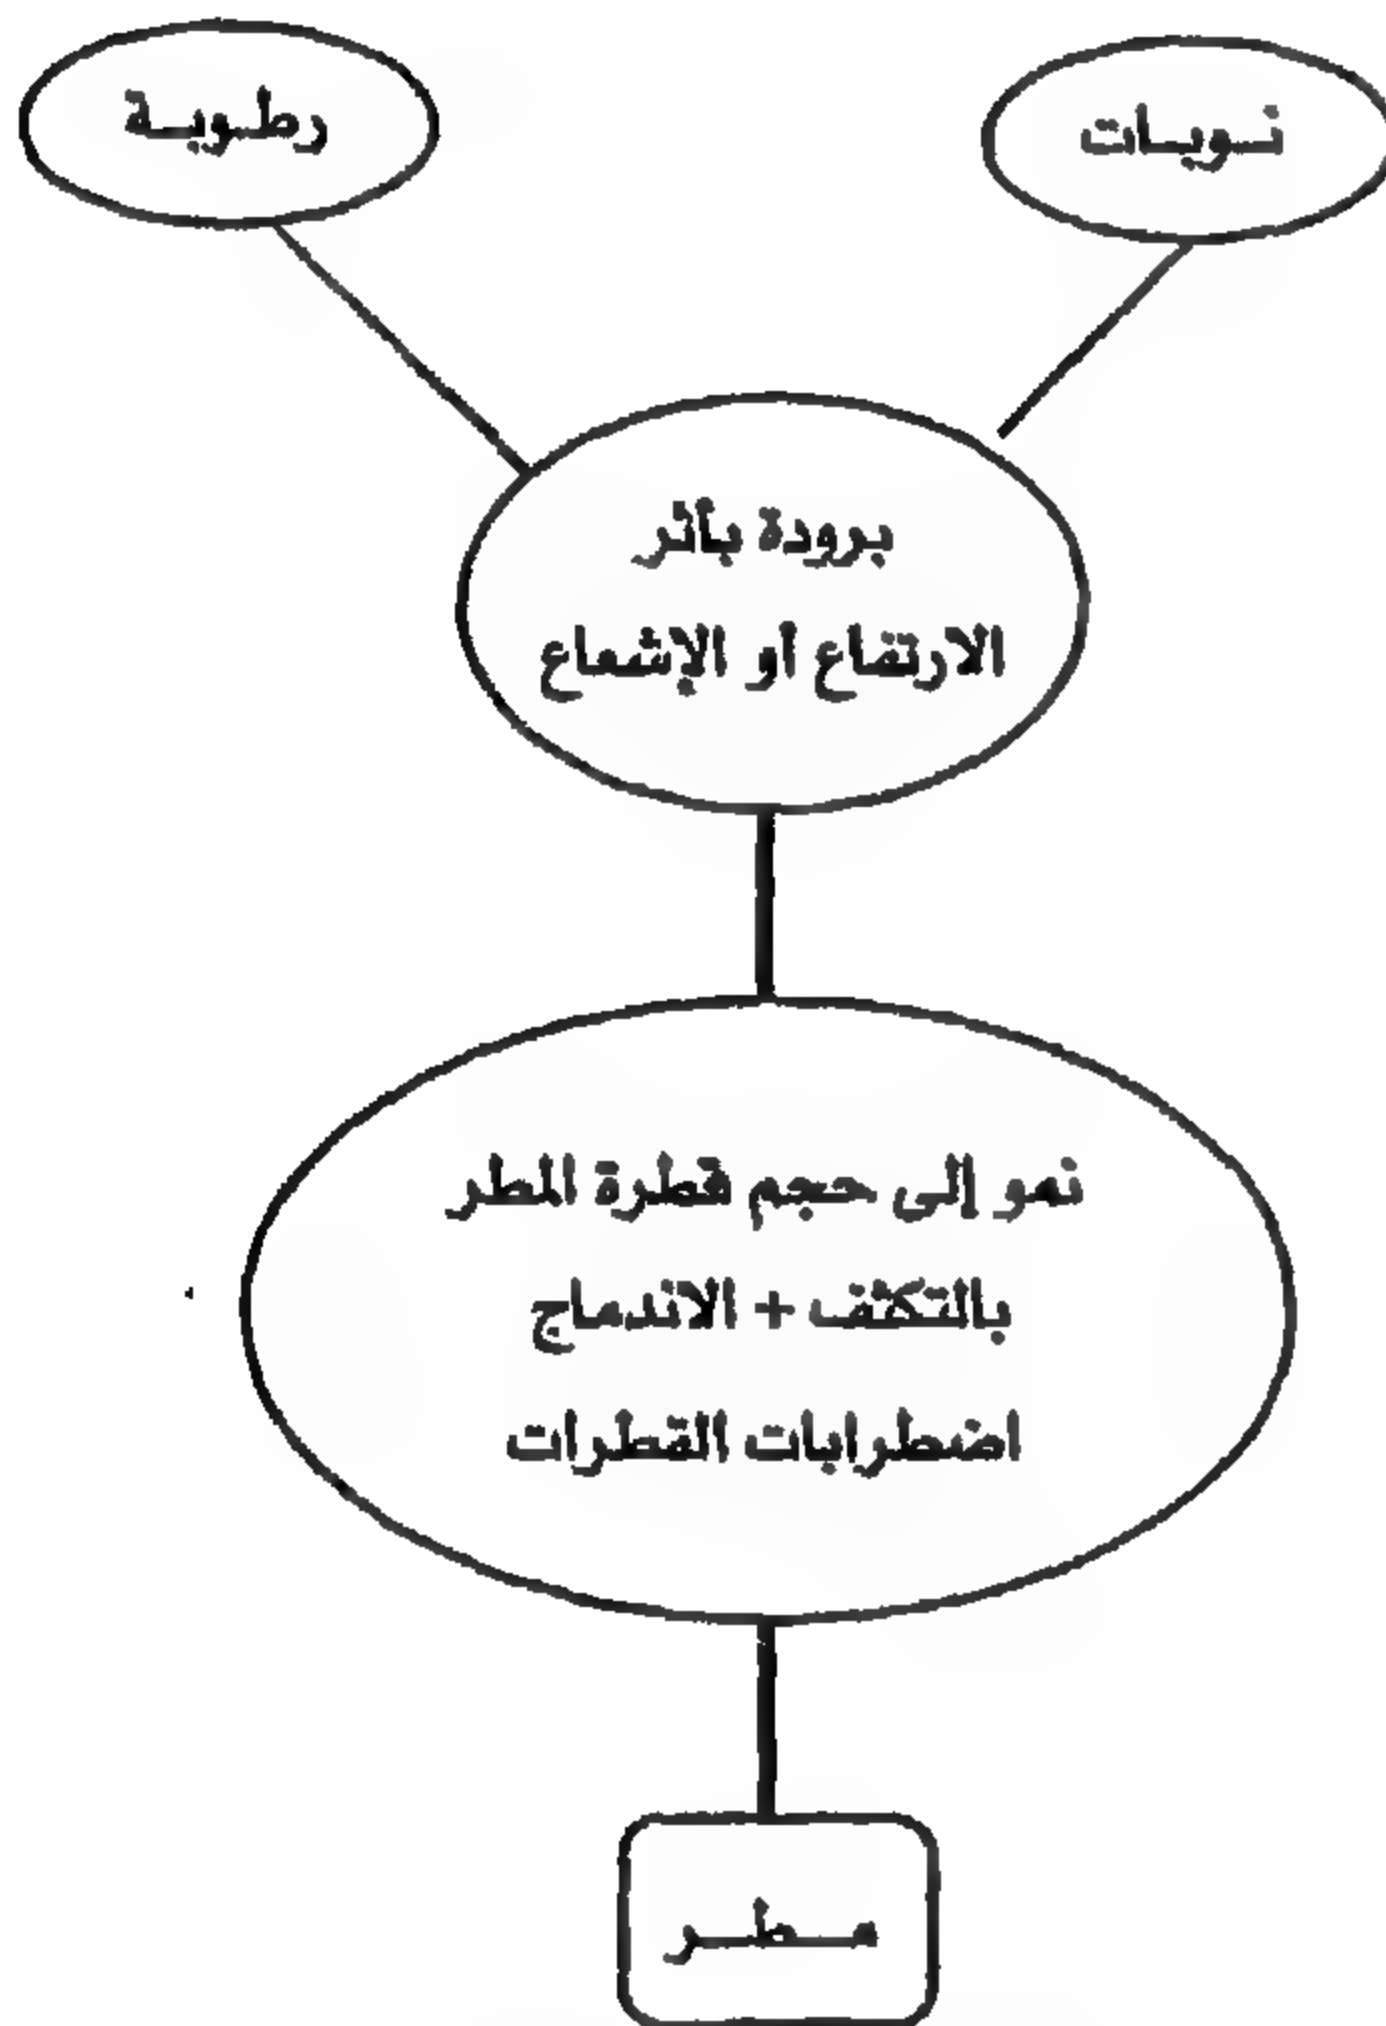 نويات
رطوبة
برودة بأثر
الارتفاع أو الإشعاع
نمو إلى حجم قطرة المطر
بالتكثف + الاندماج
اضطرابات القطرات
مطر